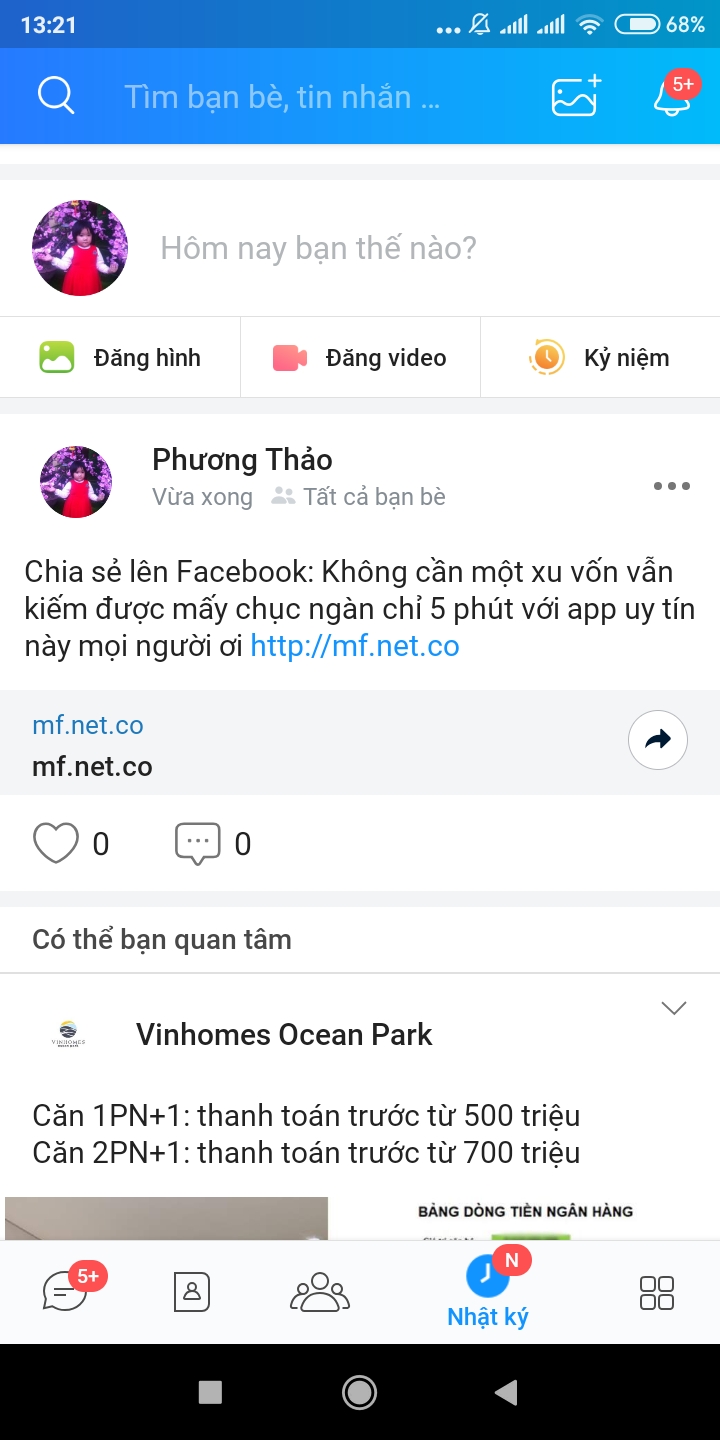 13:21
68%
Tìm bạn bè, tin nhắn ...
5+
Hôm nay bạn thế nào?
Đăng hình
Đăng video
Kỷ niệm
Phương Thảo
Vừa xong Tất cả bạn bè
Chia sẻ lên Facebook: Không cần một xu vốn vẫn
kiếm được mấy chục ngàn chỉ 5 phút với app uy tín
này mọi người ơi http://mf.net.co
mf.net.co
mf.net.co
0
0
Có thể bạn quan tâm
VINHOMES
Vinhomes Ocean Park
Căn 1PN+1: thanh toán trước từ 500 triệu
Căn 2PN+1: thanh toán trước từ 700 triệu
BẢNG DÒNG TIỀN NGÂN HÀNG
5+
N
Nhật ký